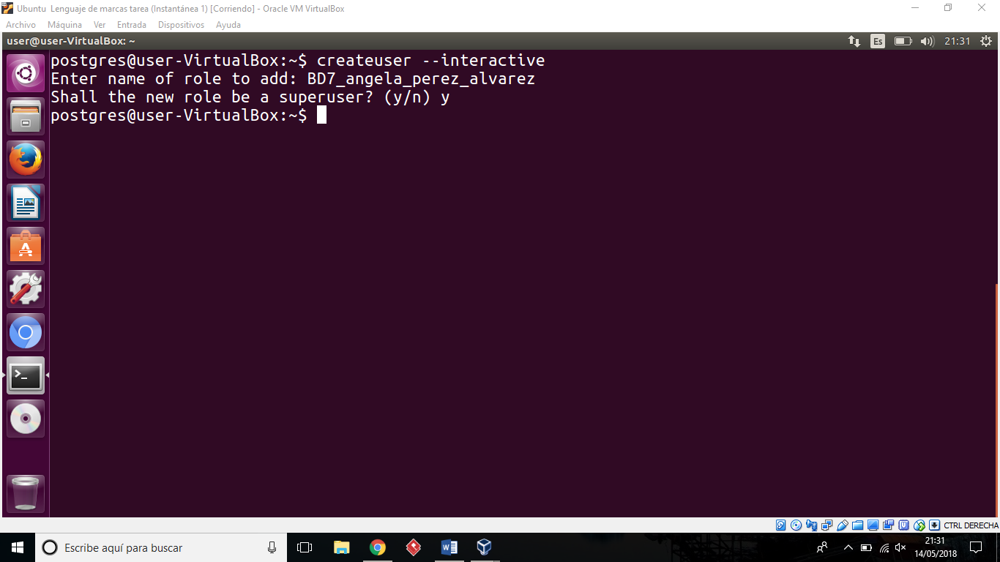 Ubuntu Lenguaje de marcas tarea (Instantánea 1) [Corriendo] - Oracle VM VirtualBox
Archivo Máquina Ver Entrada Dispositivos Ayuda
user@user-VirtualBox: ~
Es
21:31
postgres@user-VirtualBox:~$ createuser --interactive
Enter name of role to add: BD7_angela_perez_alvarez
Shall the new role be a superuser? (y/n) y
postgres@user-VirtualBox:~$
CTRL DERECHA
Escribe aquí para buscar
21:31
14/05/2018